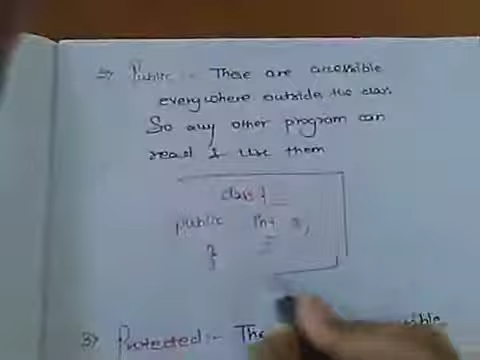 2) Public :- These are accessible
everywhere outside the class.
So any other program can
read & use them
class {
public int a,
}
3) Protected :- The